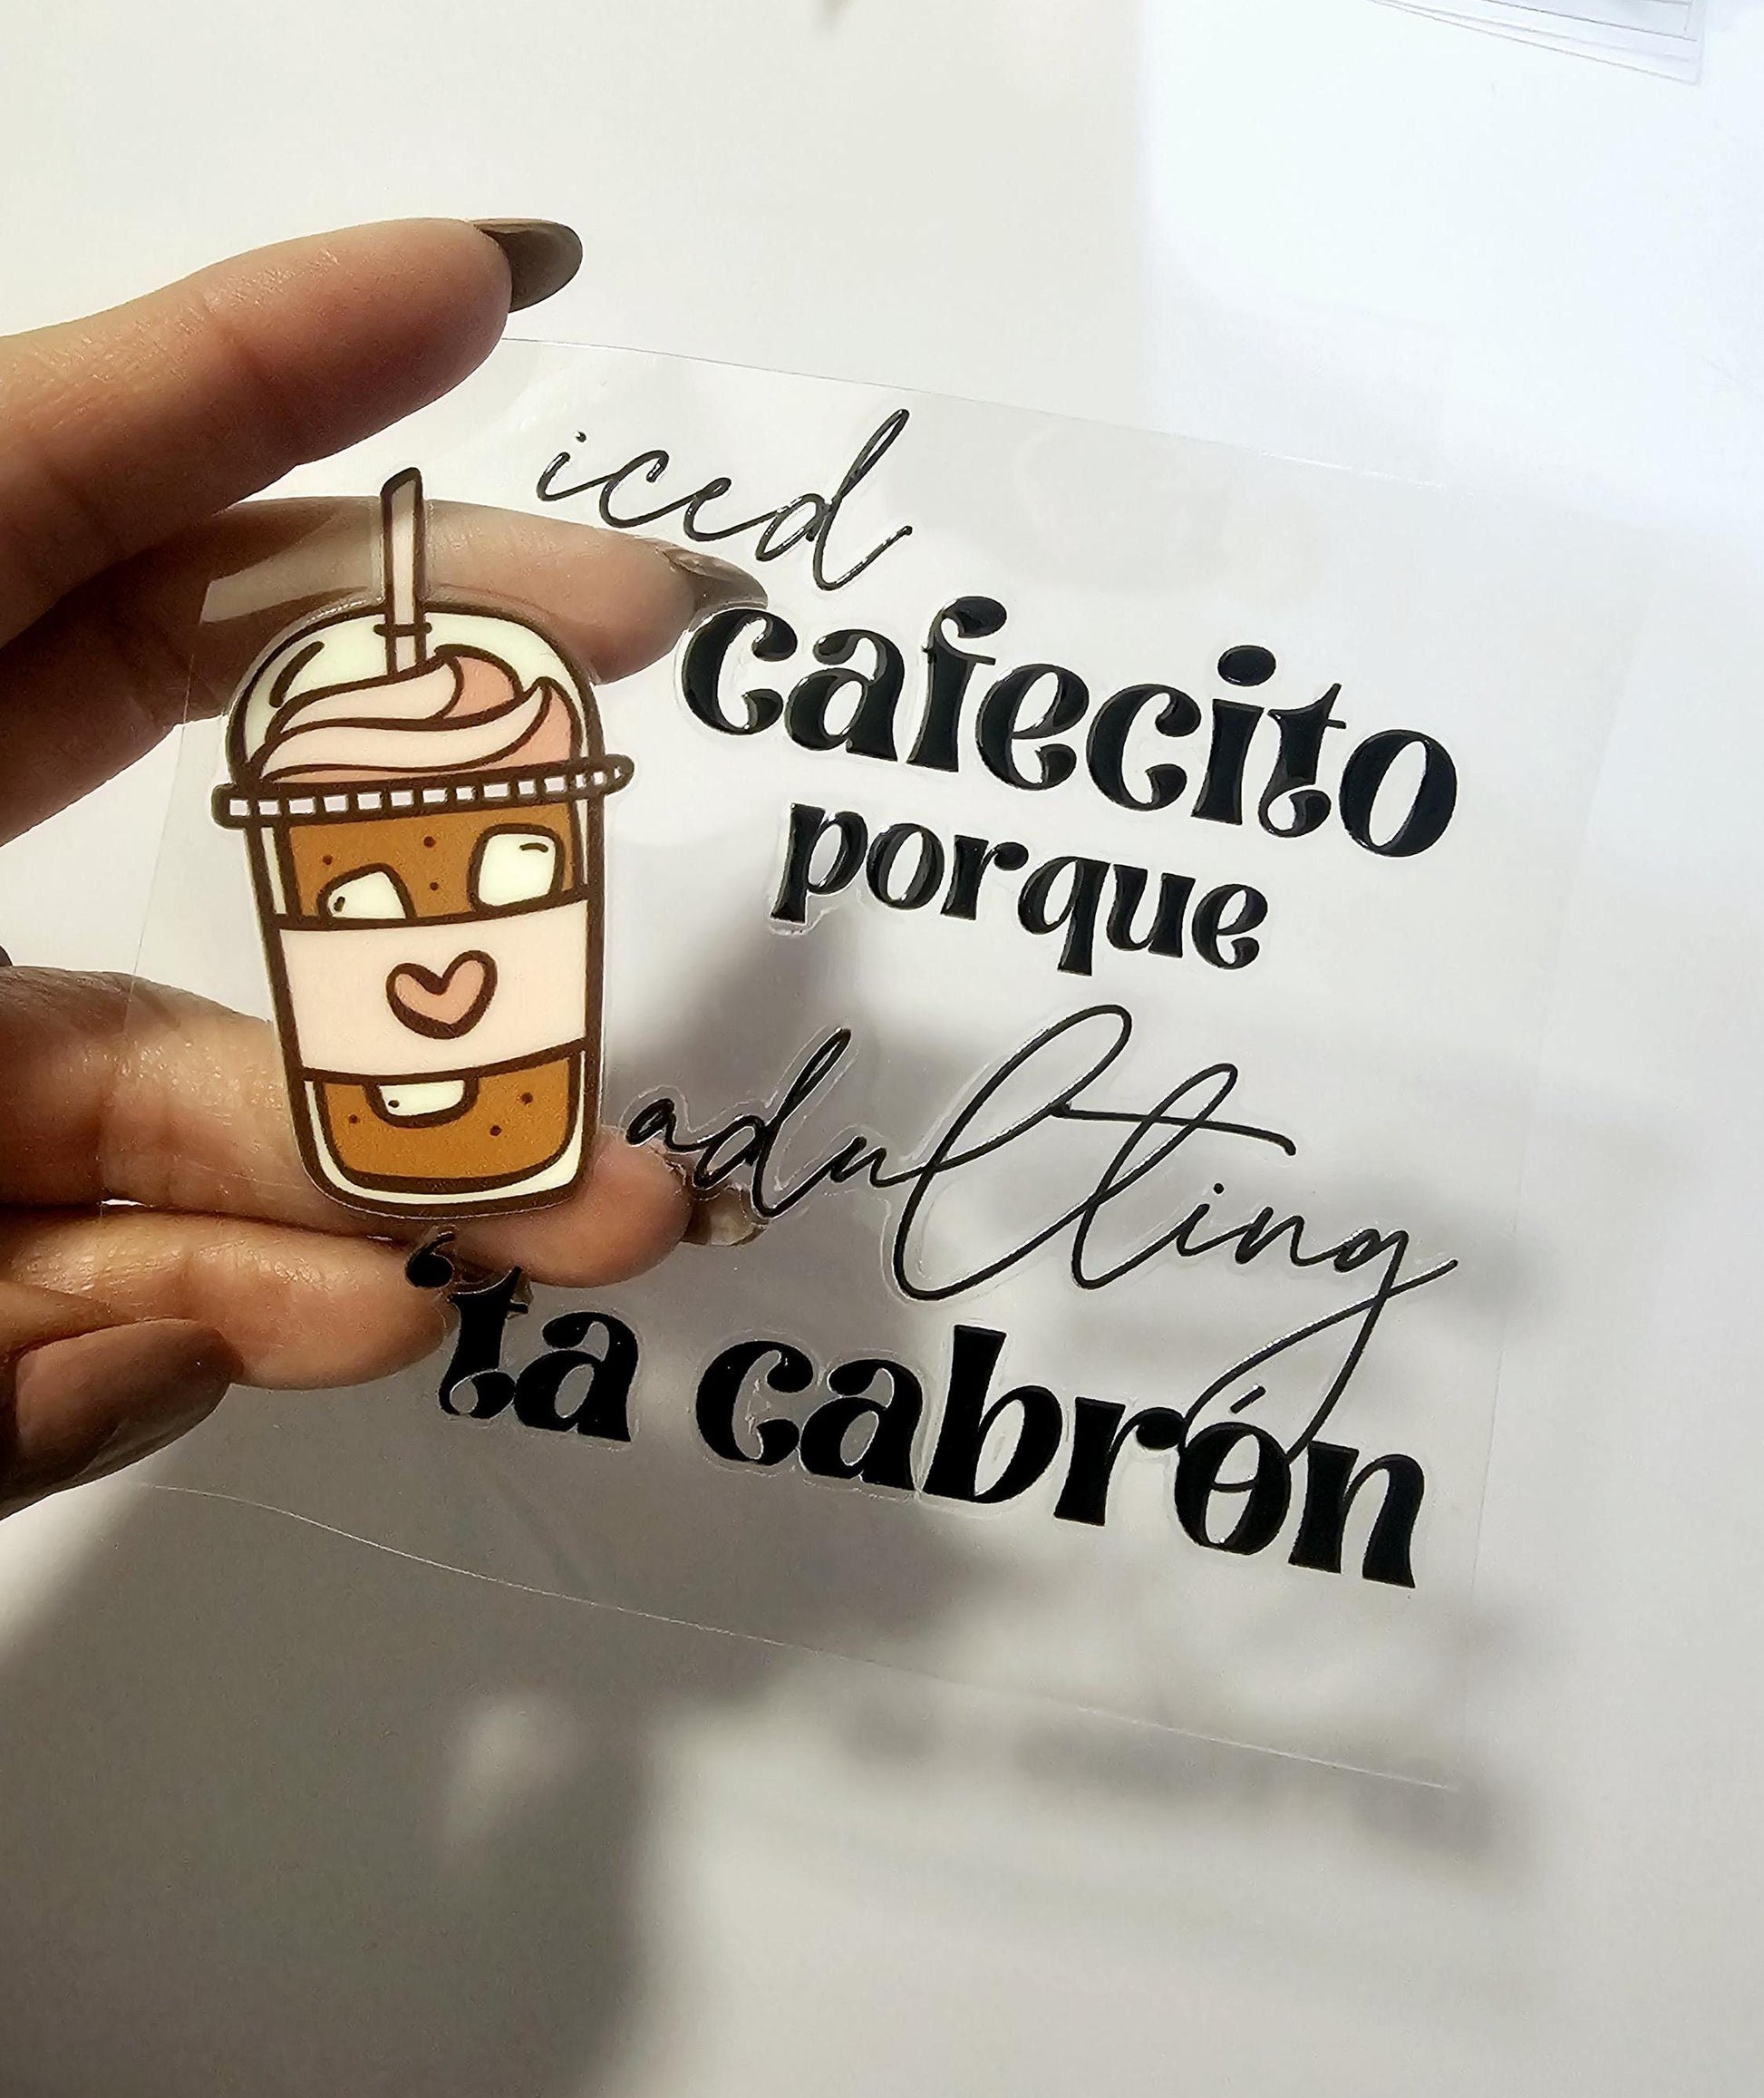 iced
cafecito
porque
adulting
‘ta cabrón